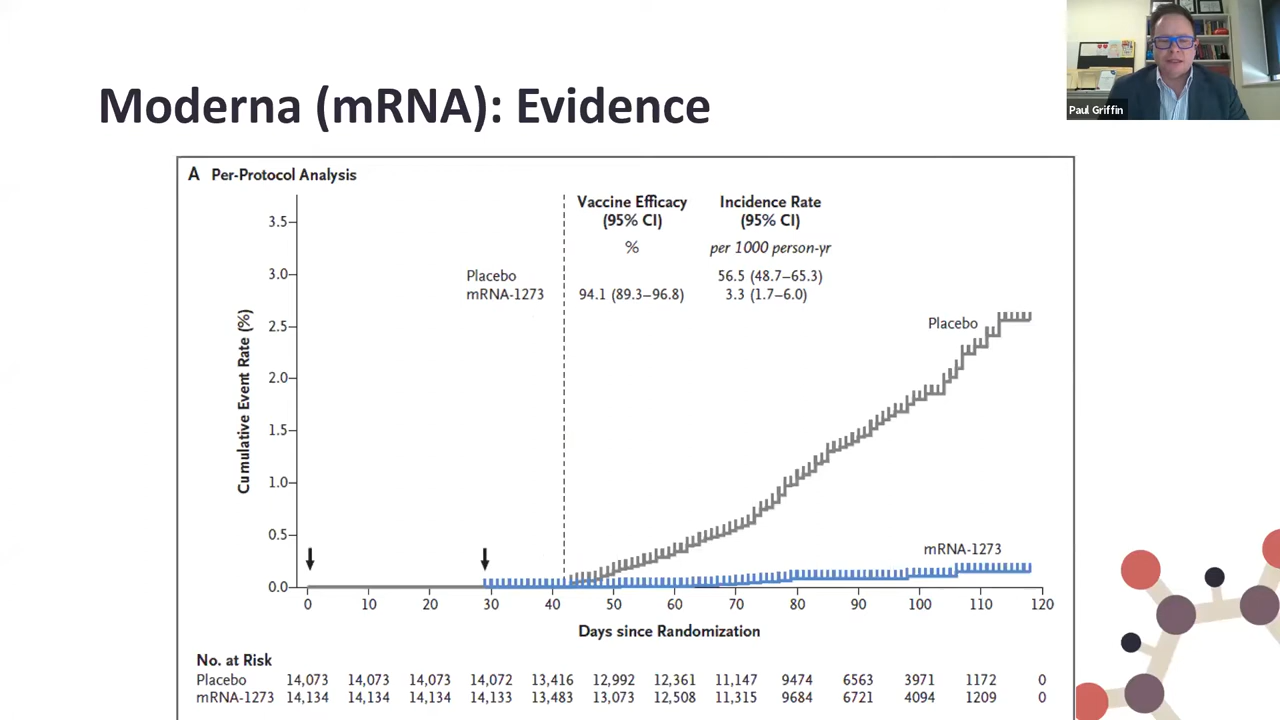 Moderna (mRNA): Evidence
Paul Griffin
A Per-Protocol Analysis
Vaccine Efficacy (95% CI)
Incidence Rate (95% CI)
%
per 1000 person-yr
Placebo 56.5 (48.7–65.3)
mRNA-1273 94.1 (89.3–96.8) 3.3 (1.7–6.0)
Cumulative Event Rate (%)
3.5
3.0
2.5
2.0
1.5
1.0
0.5
0.0
Placebo
mRNA-1273
0 10 20 30 40 50 60 70 80 90 100 110 120
Days since Randomization
No. at Risk
Placebo 14,073 14,073 14,073 14,072 13,416 12,992 12,361 11,147 9474 6563 3971 1172 0
mRNA-1273 14,134 14,134 14,134 14,133 13,483 13,073 12,508 11,315 9684 6721 4094 1209 0